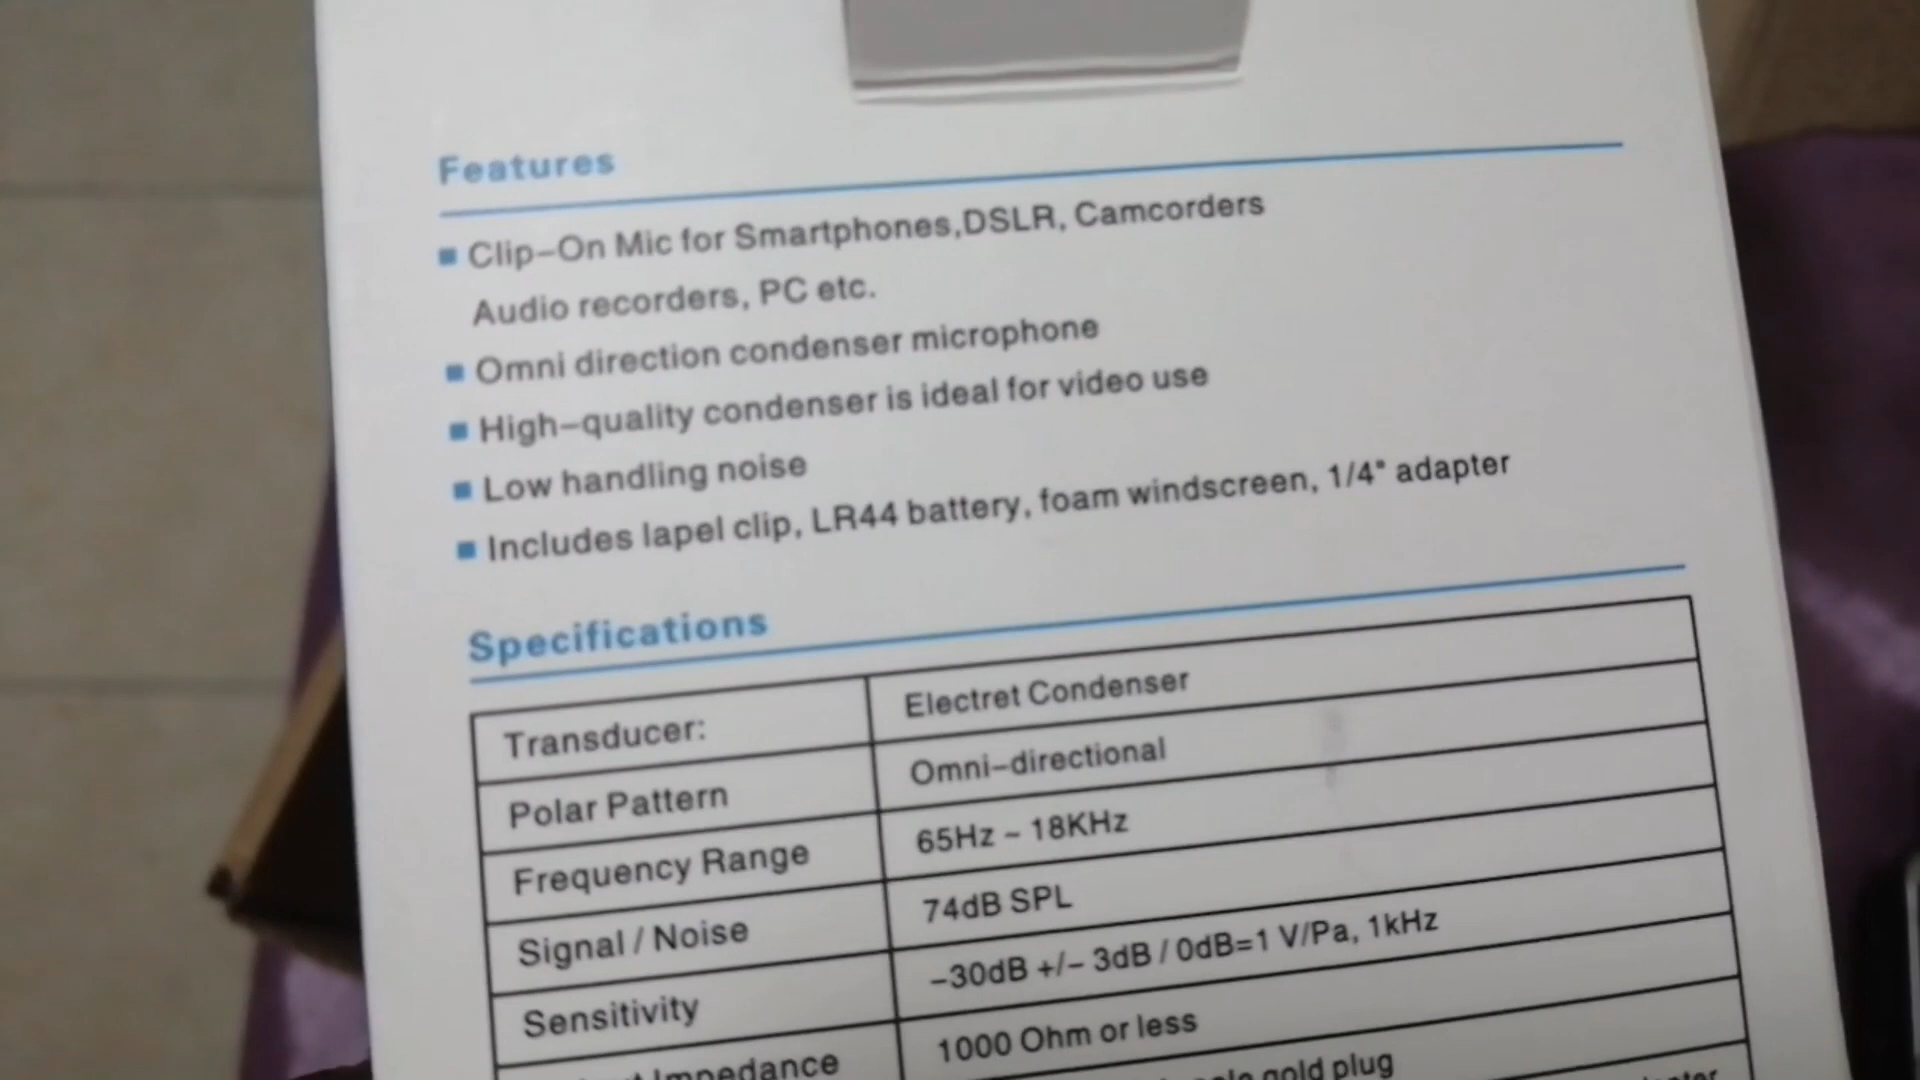 Features
■ Clip–On Mic for Smartphones,DSLR, Camcorders
Audio recorders, PC etc.
■ Omni direction condenser microphone
■ High–quality condenser is ideal for video use
■ Low handling noise
■ Includes lapel clip, LR44 battery, foam windscreen, 1/4" adapter
Specifications
Transducer: Electret Condenser
Polar Pattern Omni–directional
Frequency Range 65Hz ~ 18KHz
Signal / Noise 74dB SPL
Sensitivity –30dB +/– 3dB / 0dB=1 V/Pa, 1kHz
Impedance 1000 Ohm or less
gold plug